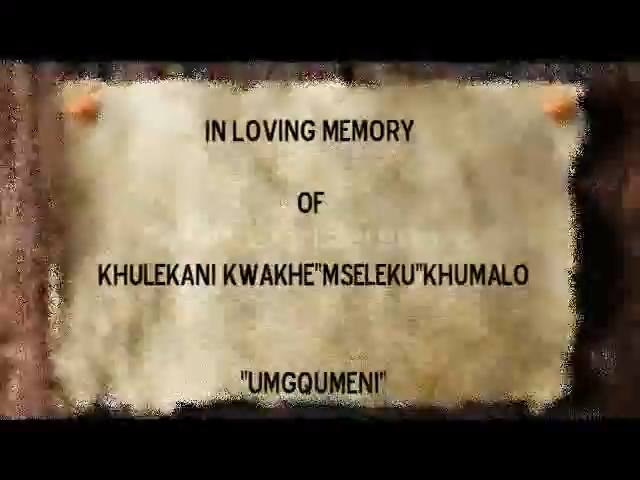 IN LOVING MEMORY
OF
KHULEKANI KWAKHE"MSELEKU"KHUMALO
"UMGQUMENI"